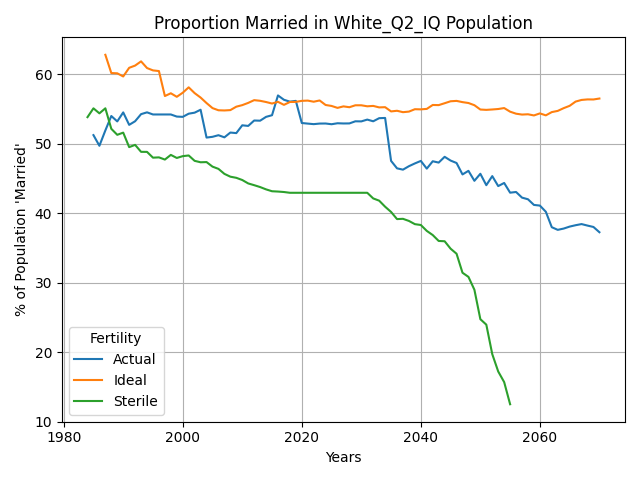 Proportion Married in White_Q2_IQ Population
% of Population 'Married'
60
50
40
30
20
10
Fertility
Actual
Ideal
Sterile
1980
2000
2020
2040
2060
Years